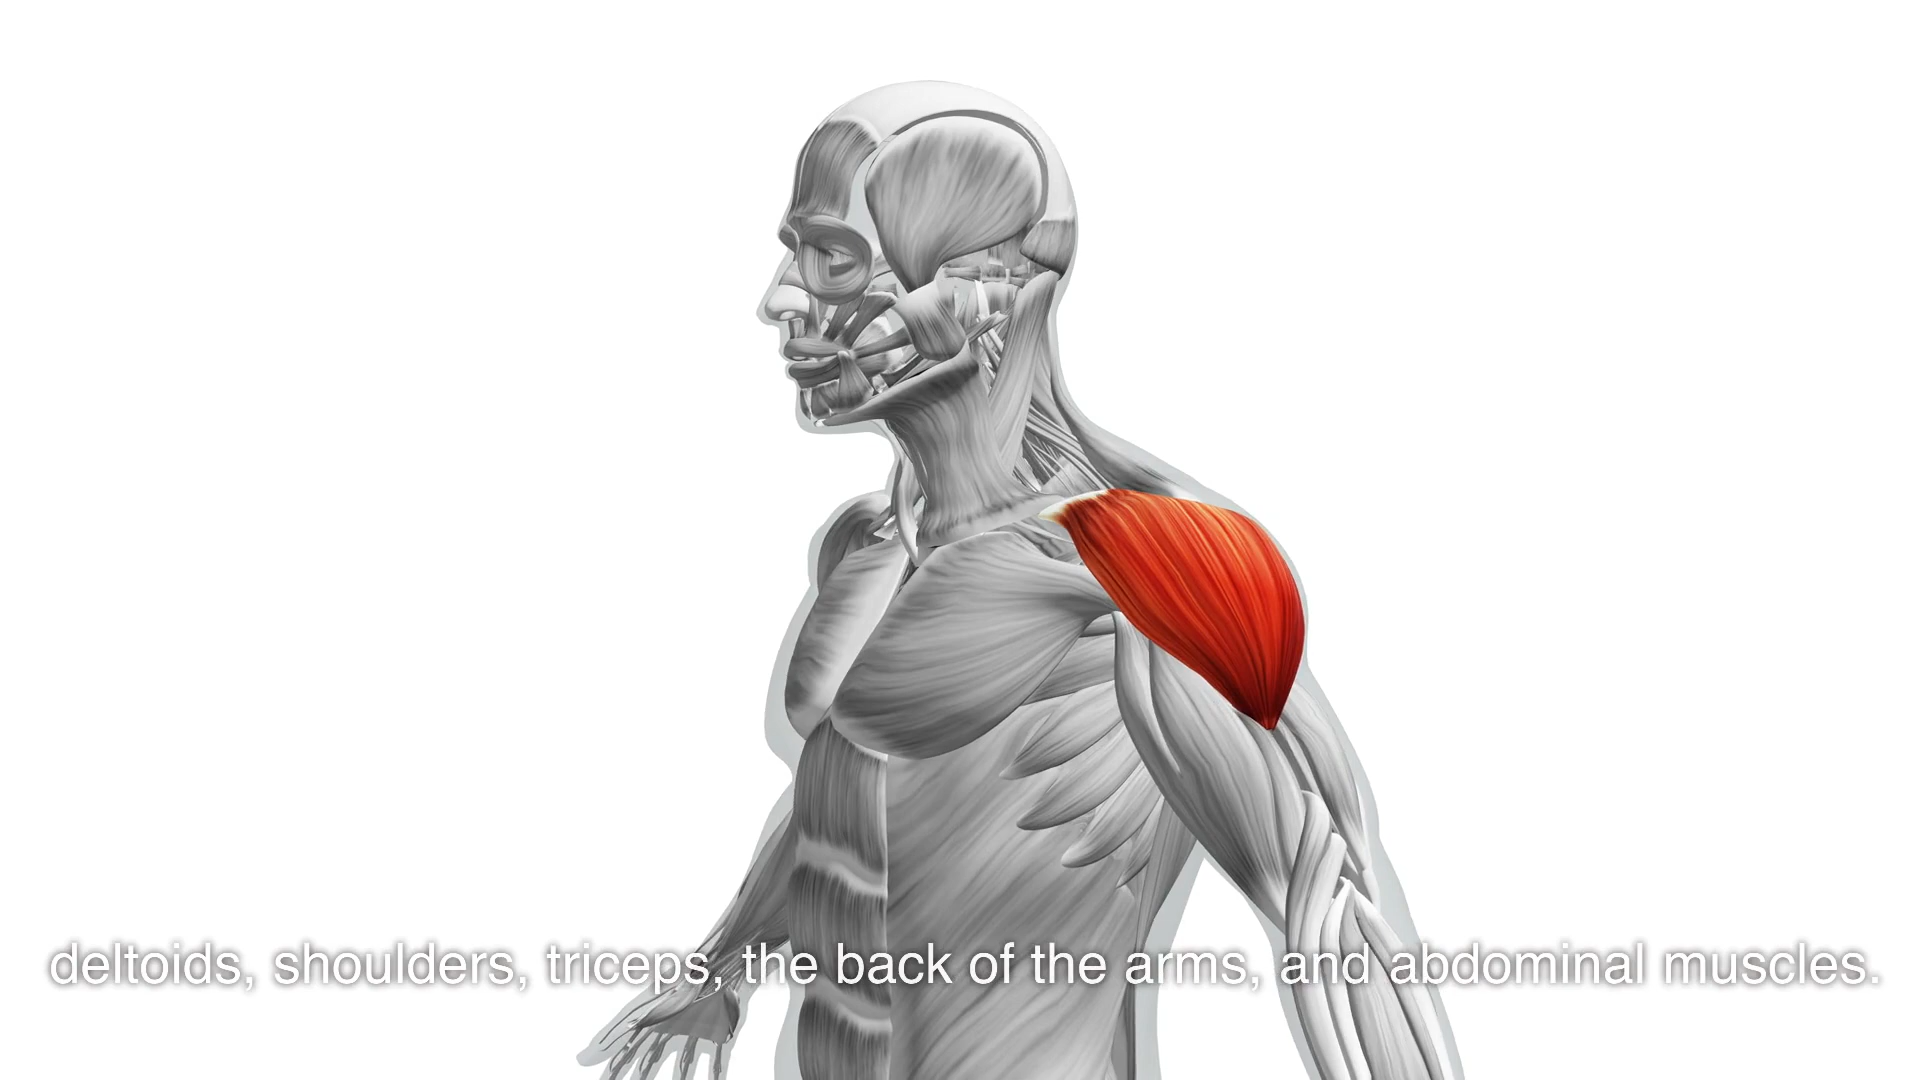 deltoids, shoulders, triceps, the back of the arms, and abdominal muscles.